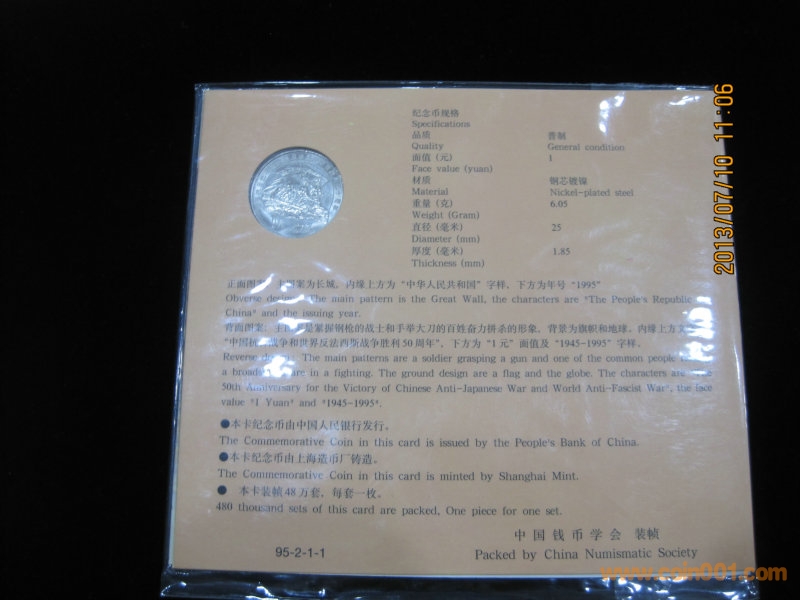 纪念币规格
Specifications
品质 普制
Quality General condition
面值 (元) 1
Face value (yuan)
材质 钢芯镀镍
Material Nickel-plated steel
重量 (克) 6.05
Weight (Gram)
直径 (毫米) 25
Diameter (mm)
厚度 (毫米) 1.85
Thickness (mm)
正面图案：主图案为长城，内缘上方为“中华人民共和国”字样，下方为年号“1995”
Obverse design: The main pattern is the Great Wall, the characters are "The People's Republic of
China" and the issuing year.
背面图案：主图案是紧握钢枪的战士和手举大刀的百姓奋力拼杀的形象，背景为旗帜和地球，内缘上方文
“中国抗日战争和世界反法西斯战争胜利50周年”，下方为“1元”面值及“1945-1995”字样。
Reverse design: The main patterns are a soldier grasping a gun and one of the common people
a broadsword are in a fighting. The ground design are a flag and the globe. The characters are
50th Anniversary for the Victory of Chinese Anti-Japanese War and World Anti-Fascist War", the face
value "1 Yuan" and "1945-1995".
●本卡纪念币由中国人民银行发行。
The Commemorative Coin in this card is issued by the People's Bank of China.
●本卡纪念币由上海造币厂铸造。
The Commemorative Coin in this card is minted by Shanghai Mint.
● 本卡装帧48万套，每套一枚。
480 thousand sets of this card are packed, One piece for one set.
中国钱币学会 装帧
95-2-1-1 Packed by China Numismatic Society
2013/07/10 11:06
www.coin001.com